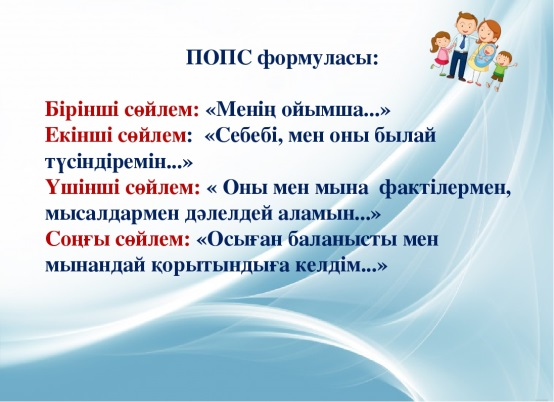 ПОПС формуласы:
Бірінші сөйлем: «Менің ойымша...»
Екінші сөйлем:  «Себебі, мен оны былай
түсіндіремін...»
Үшінші сөйлем: « Оны мен мына  фактілермен,
мысалдармен дәлелдей аламын...»
Соңғы сөйлем: «Осыған баланысты мен
мынандай қорытындыға келдім...»